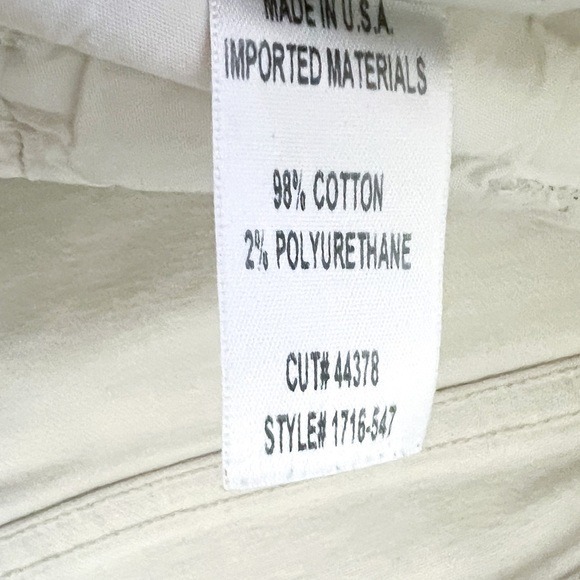 MADE IN U.S.A.
IMPORTED MATERIALS
98% COTTON
2% POLYURETHANE
CUT# 44378
STYLE# 1716-547